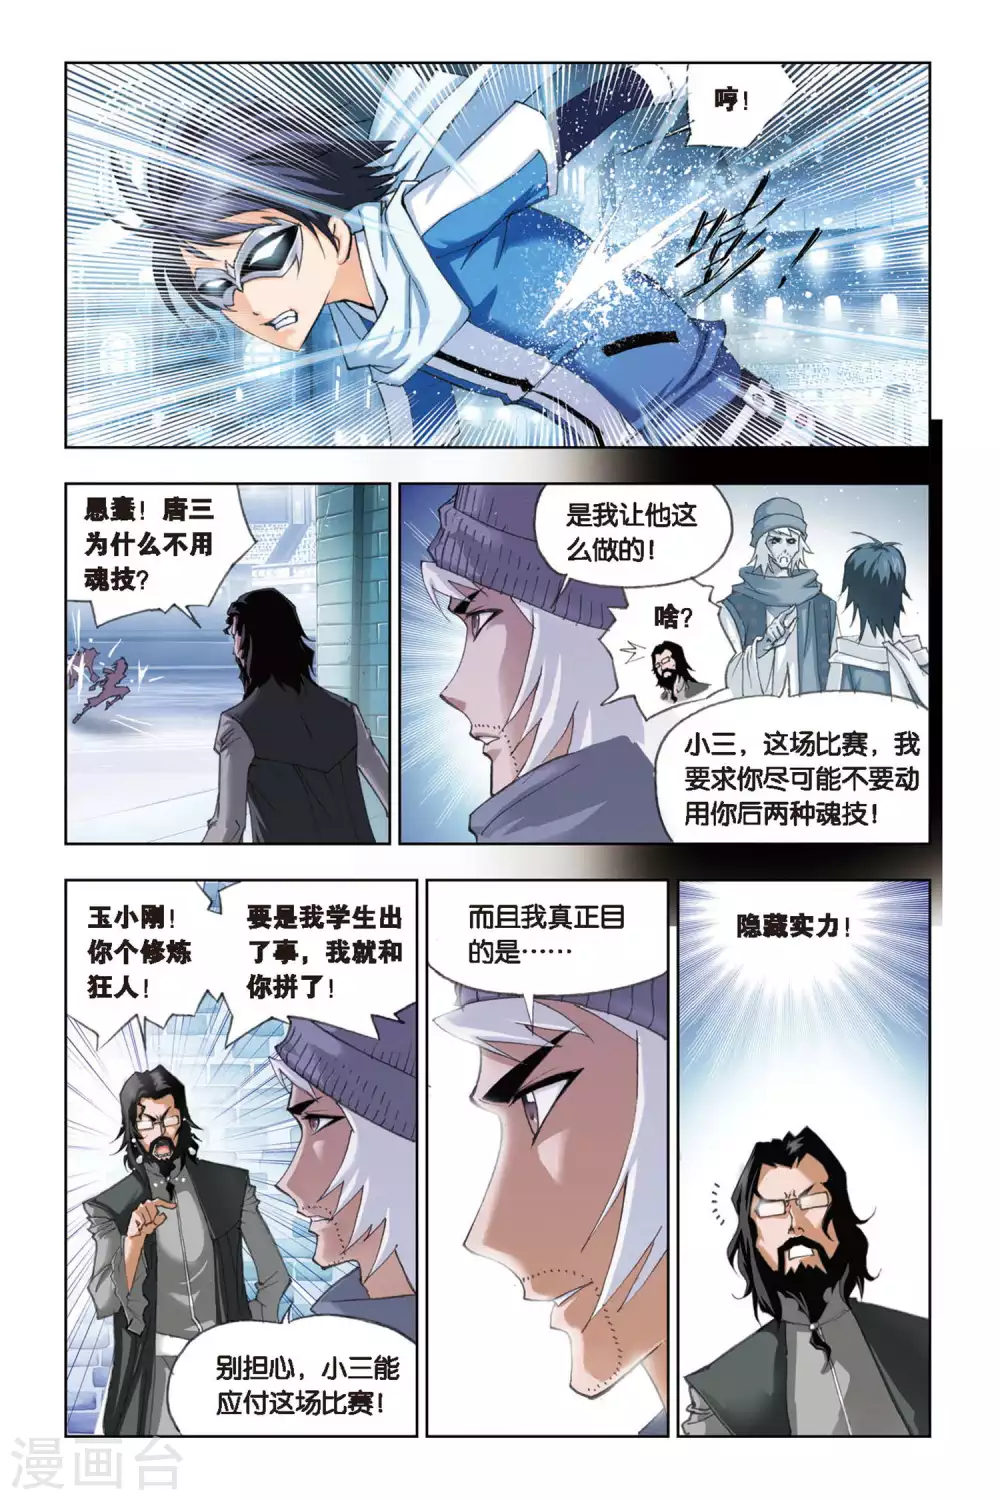 哼！
嘭！
愚蠢！唐三
为什么不用
魂技？
是我让他这
么做的！
啥？
小三，这场比赛，我
要求你尽可能不要动
用你后两种魂技！
玉小刚！
你个修炼
狂人！
要是我学生出
了事，我就和
你拼了！
别担心，小三能
应付这场比赛！
而且我真正目
的是……
隐藏实力！
漫画台